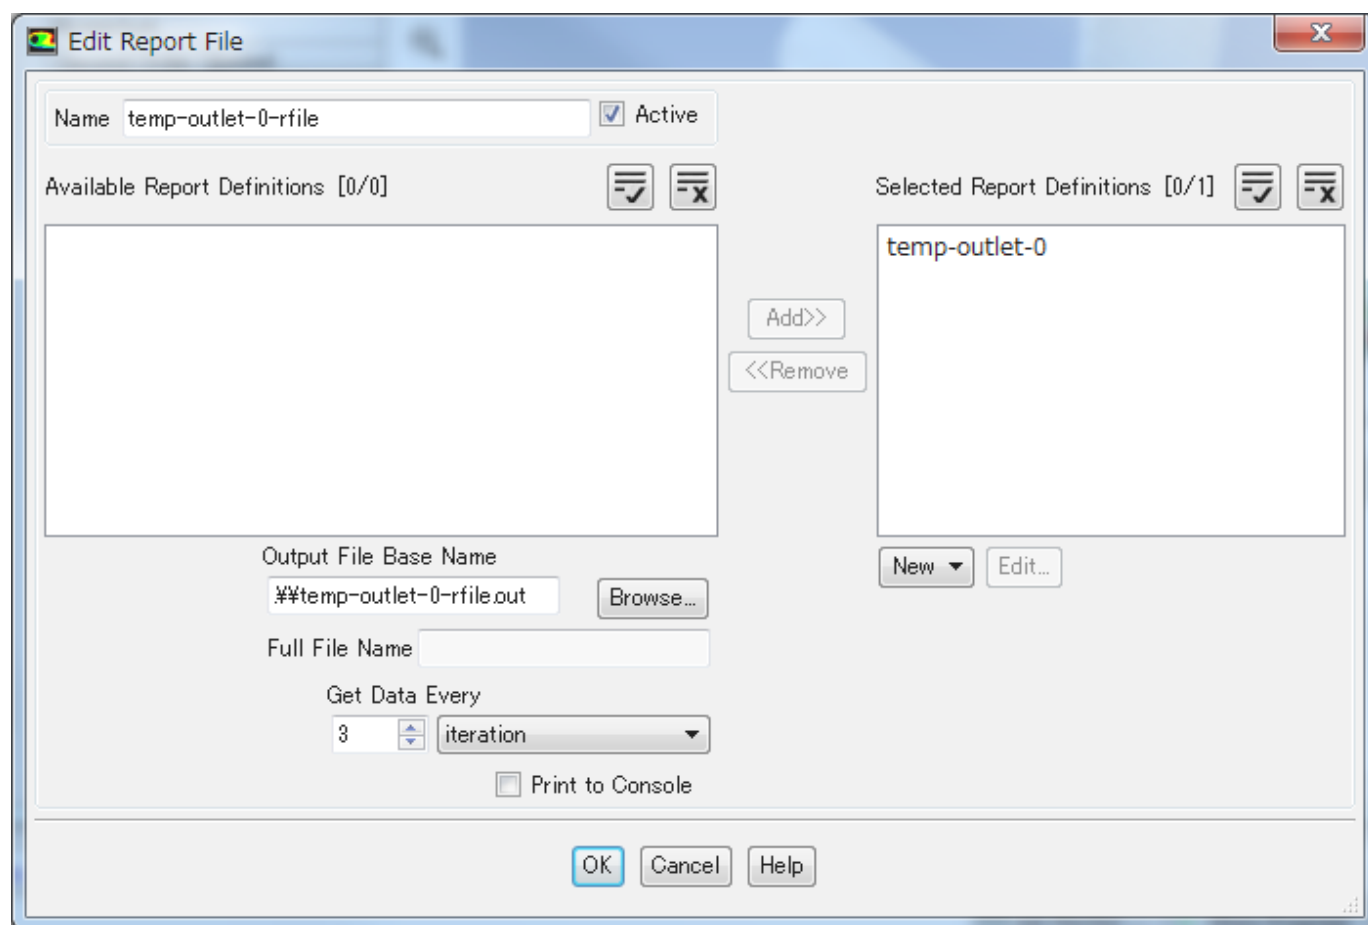 Edit Report File
x
Name temp-outlet-0-rfile Active
Available Report Definitions [0/0]
Selected Report Definitions [0/1]
temp-outlet-0
Add>>
<<Remove
Output File Base Name
.¥¥temp-outlet-0-rfile.out Browse...
New Edit...
Full File Name
Get Data Every
3 iteration
Print to Console
OK Cancel Help